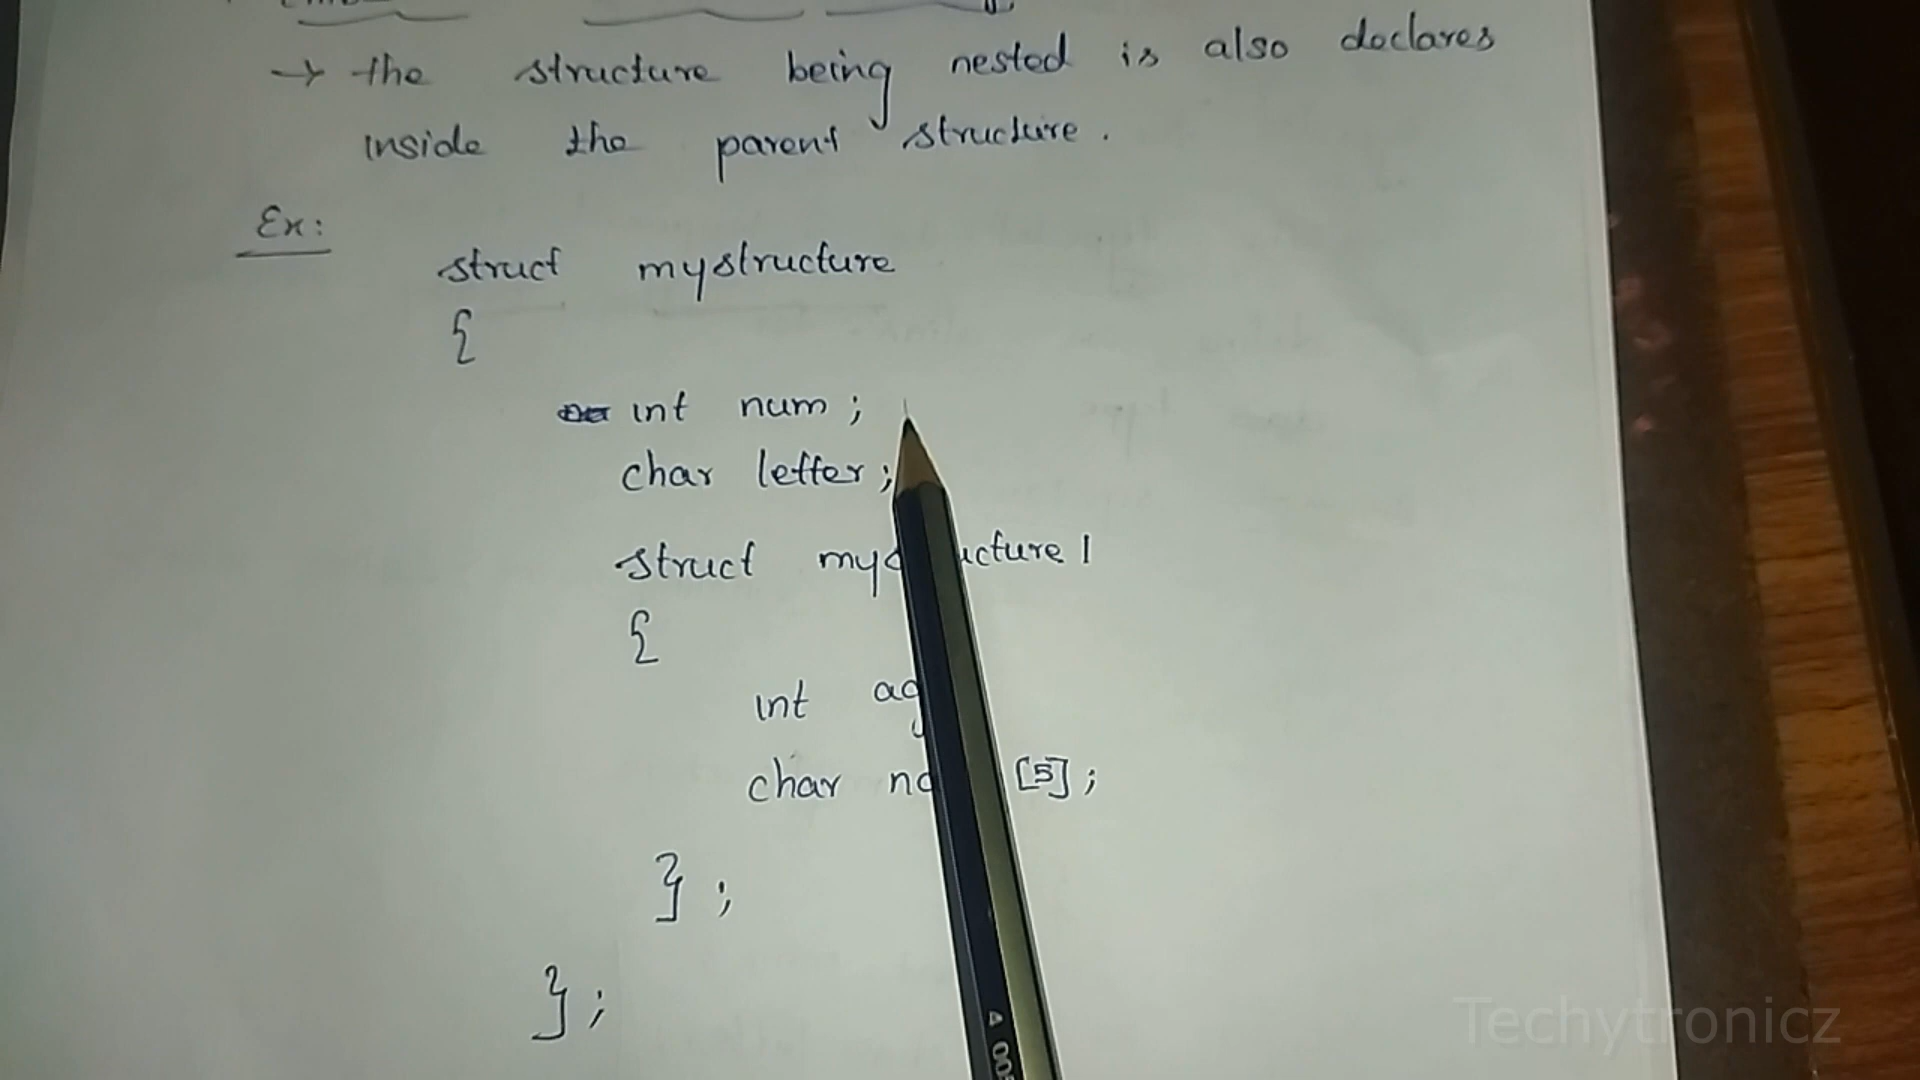 → the structure being nested is also declares
inside the parent structure.
Ex:
struct mystructure
{
int num;
char letter;
struct
{
int
char [5];
};
};
Techytronicz